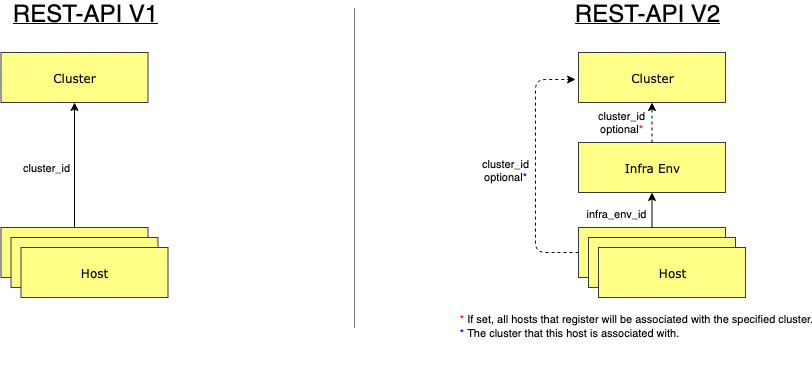 REST-API V1
Cluster
cluster_id
Host
REST-API V2
Cluster
cluster_id
optional*
cluster_id
optional*
Infra Env
infra_env_id
Host
* If set, all hosts that register will be associated with the specified cluster.
* The cluster that this host is associated with.